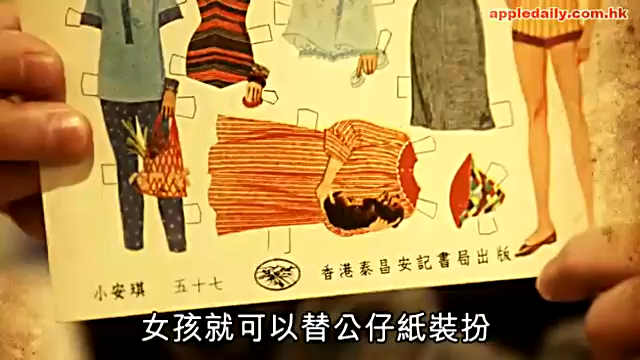 appledaily.com.hk
小安琪 五十七 香港泰昌安記書局出版
女孩就可以替公仔紙裝扮